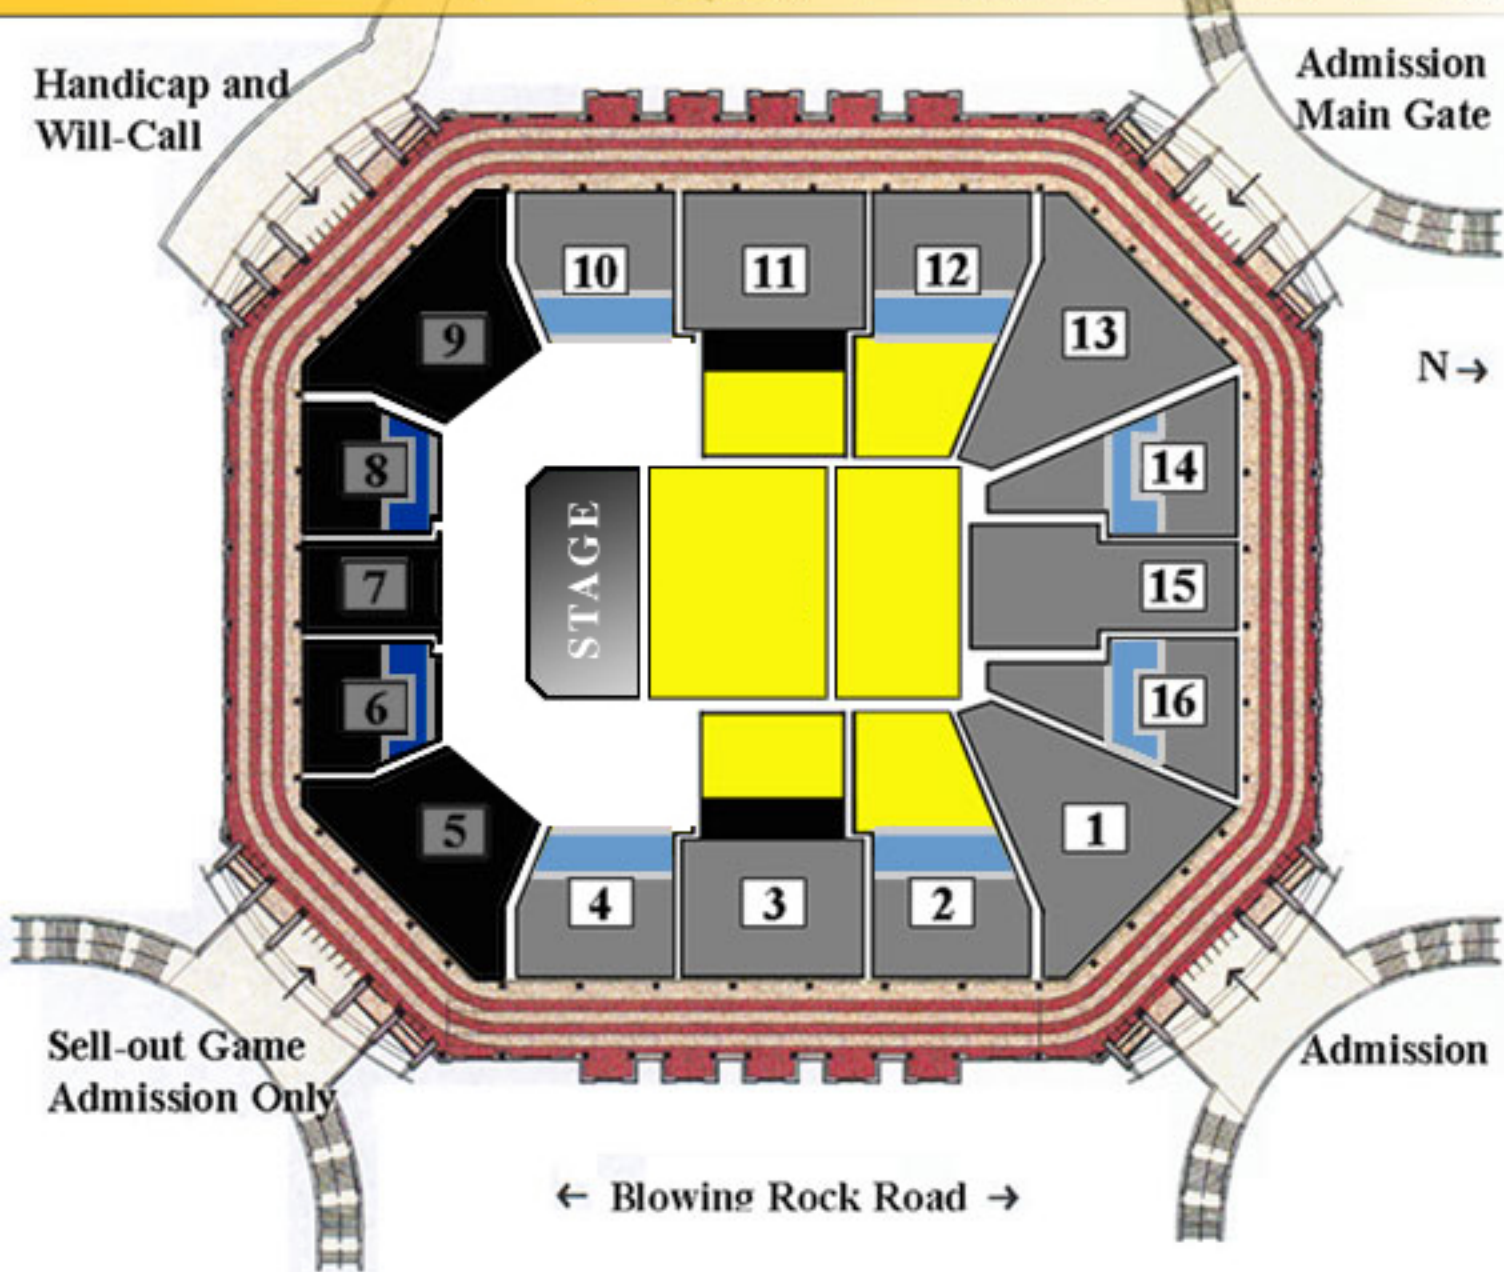 Handicap and
Will-Call
Admission
Main Gate
10
11
12
9
13
N→
8
14
STAGE
7
15
6
16
5
1
4
3
2
Sell-out Game
Admission Only
Admission
← Blowing Rock Road →